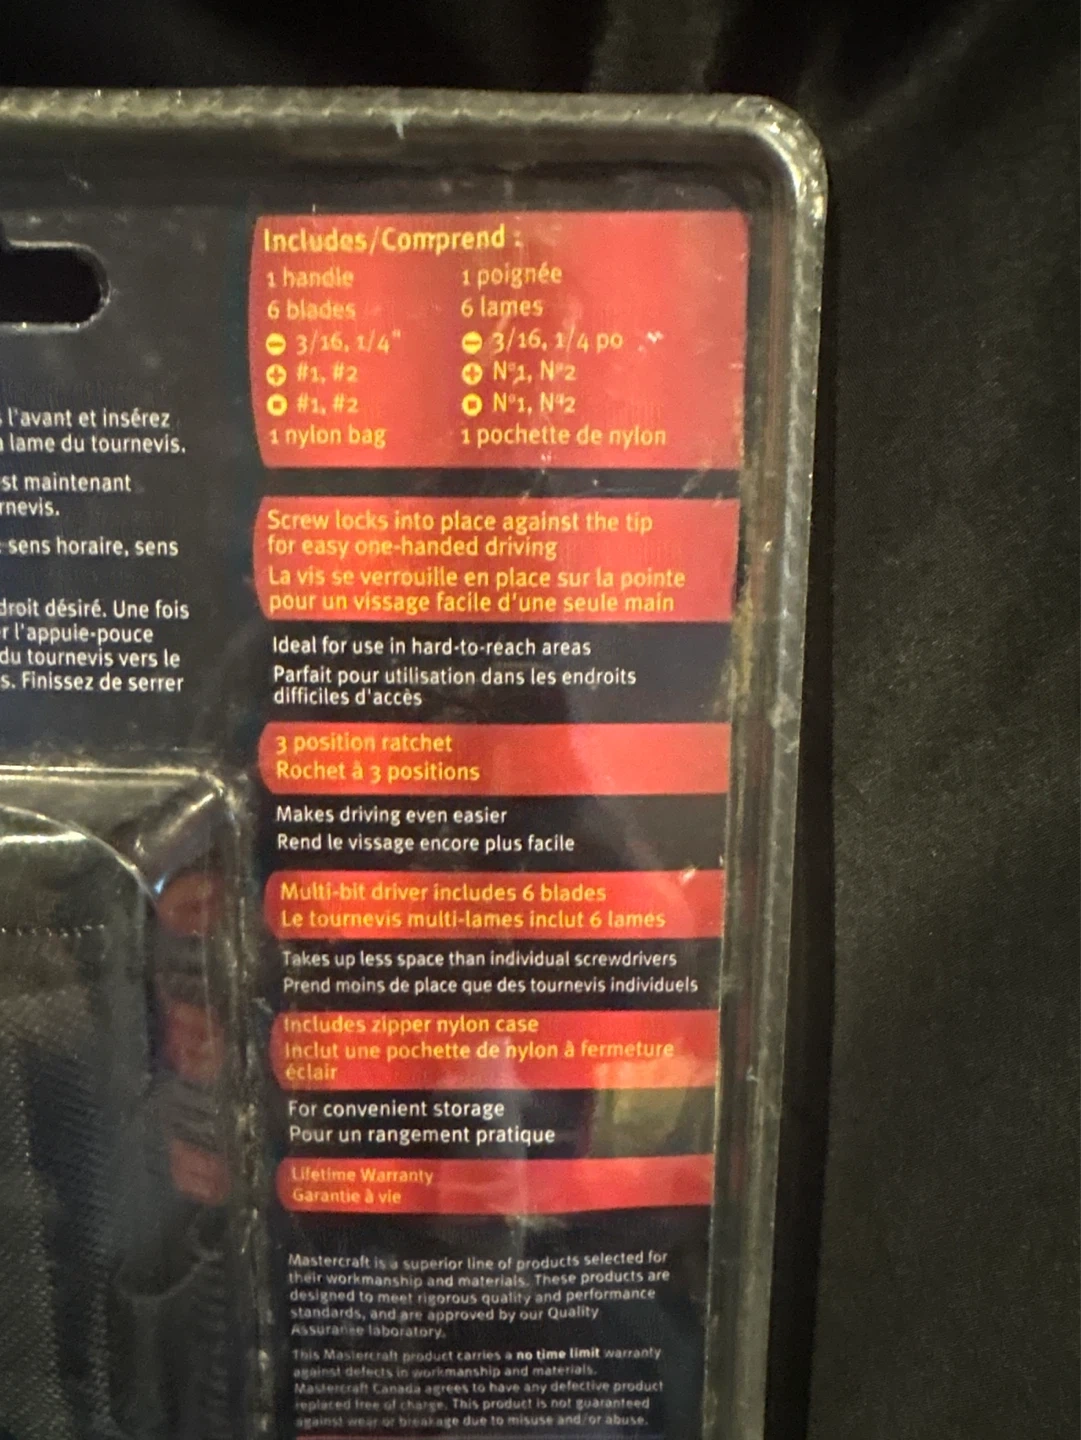 l'avant et insérez
lame du tournevis.
st maintenant
rnevis.
sens horaire, sens
droit désiré. Une fois
r l'appuie-pouce
du tournevis vers le
s. Finissez de serrer
Includes/Comprend :
1 handle 1 poignée
6 blades 6 lames
3/16, 1/4" 3/16, 1/4 po
#1, #2 N°1, N°2
#1, #2 N°1, N°2
1 nylon bag 1 pochette de nylon
Screw locks into place against the tip
for easy one-handed driving
La vis se verrouille en place sur la pointe
pour un vissage facile d'une seule main
Ideal for use in hard-to-reach areas
Parfait pour utilisation dans les endroits
difficiles d'accès
3 position ratchet
Rochet à 3 positions
Makes driving even easier
Rend le vissage encore plus facile
Multi-bit driver includes 6 blades
Le tournevis multi-lames inclut 6 lames
Takes up less space than individual screwdrivers
Prend moins de place que des tournevis individuels
Includes zipper nylon case
Inclut une pochette de nylon à fermeture
éclair
For convenient storage
Pour un rangement pratique
Lifetime Warranty
Garantie à vie
Mastercraft is a superior line of products selected for
their workmanship and materials. These products are
designed to meet rigorous quality and performance
standards, and are approved by our Quality
Assurance laboratory.
This Mastercraft product carries a no time limit warranty
against defects in workmanship and materials.
Mastercraft Canada agrees to have any defective product
replaced free of charge. This product is not guaranteed
against wear or breakage due to misuse and/or abuse.